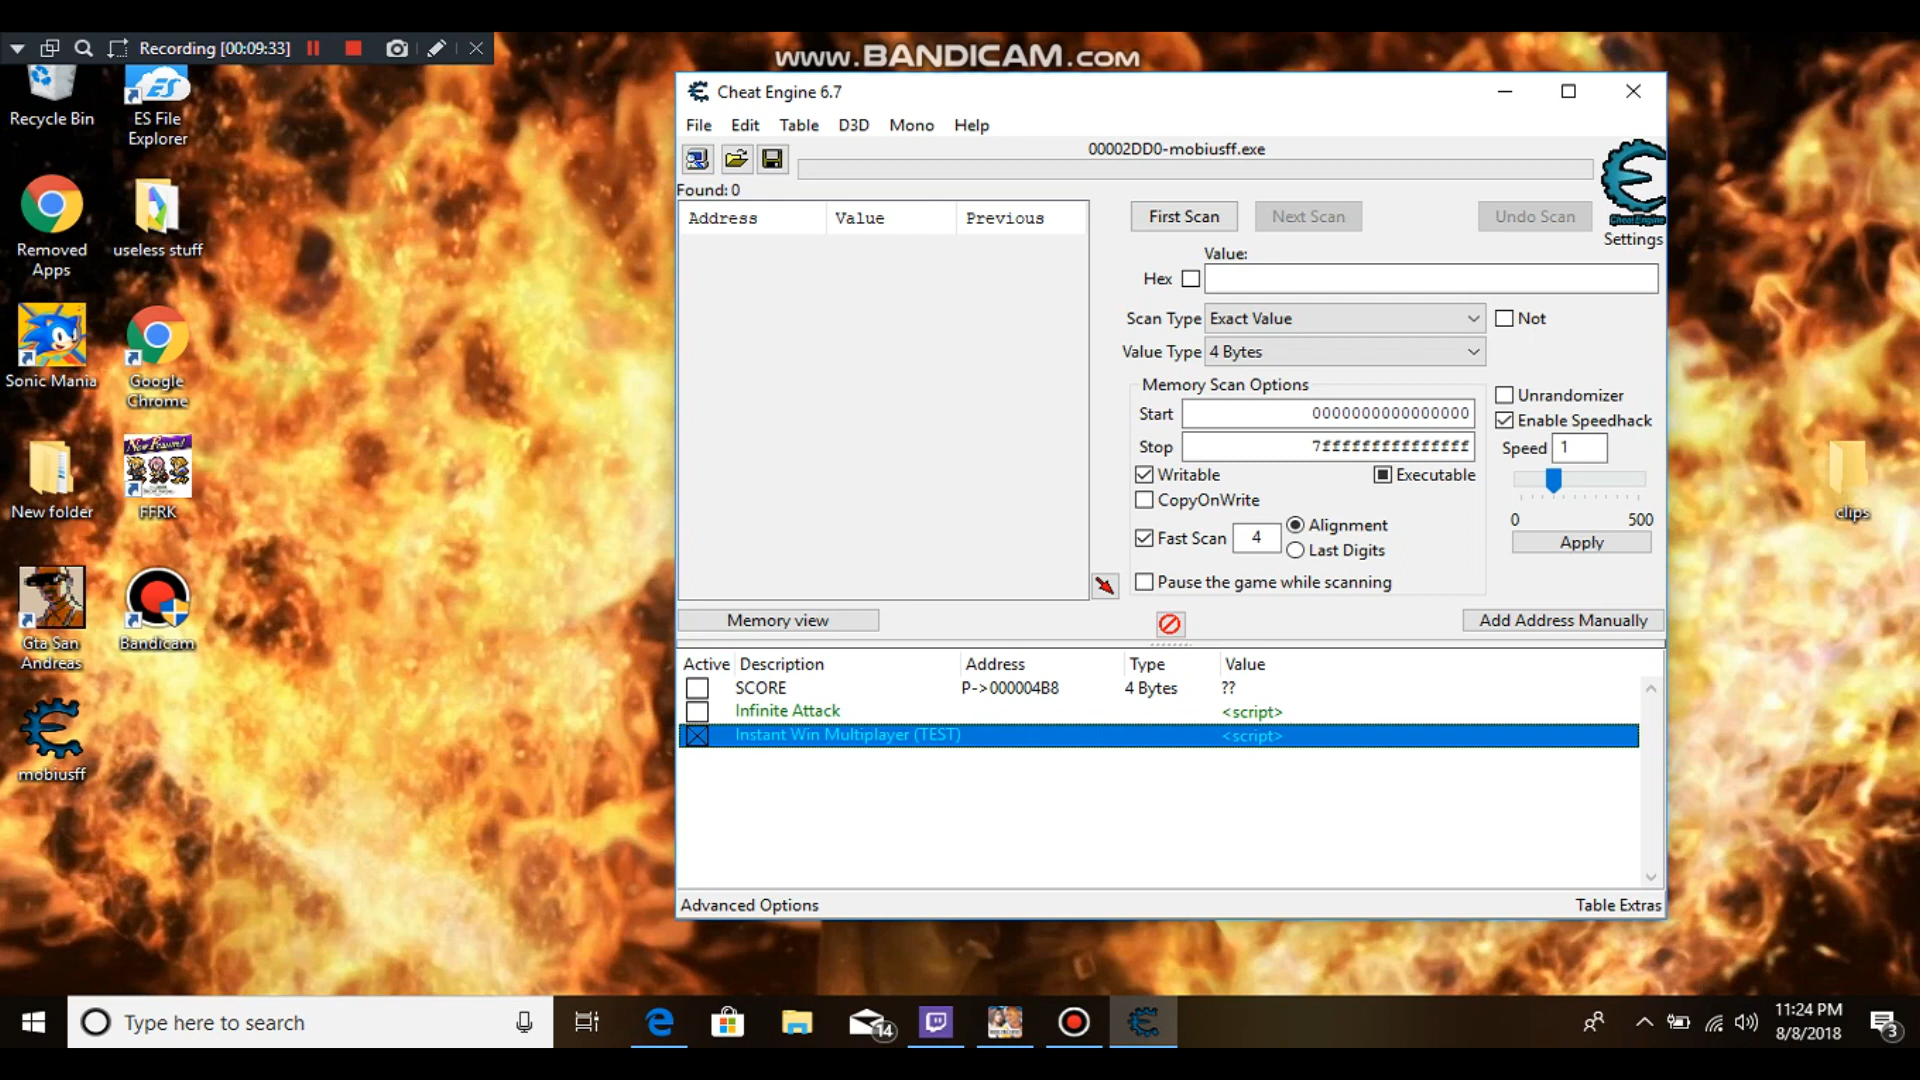 Recording [00:09:33]
www.BANDICAM.com
Recycle Bin
ES File Explorer
Removed Apps
useless stuff
Sonic Mania
Google Chrome
New folder
FFRK
Gta San Andreas
Bandicam
mobiusff
clips
Cheat Engine 6.7
File Edit Table D3D Mono Help
00002DD0-mobiusff.exe
Found: 0
Address Value Previous
First Scan Next Scan Undo Scan
Cheat Engine
Settings
Value:
Hex
Scan Type Exact Value Not
Value Type 4 Bytes
Memory Scan Options
Start 0000000000000000
Stop 7fffffffffffffff
Unrandomizer
Enable Speedhack
Speed 1
Writable Executable
CopyOnWrite
Fast Scan 4 Alignment
Last Digits
0 500
Apply
Pause the game while scanning
Memory view
Add Address Manually
Active Description Address Type Value
SCORE P->000004B8 4 Bytes ??
Infinite Attack <script>
Instant Win Multiplayer (TEST) <script>
Advanced Options Table Extras
Type here to search
14
11:24 PM
8/8/2018
3